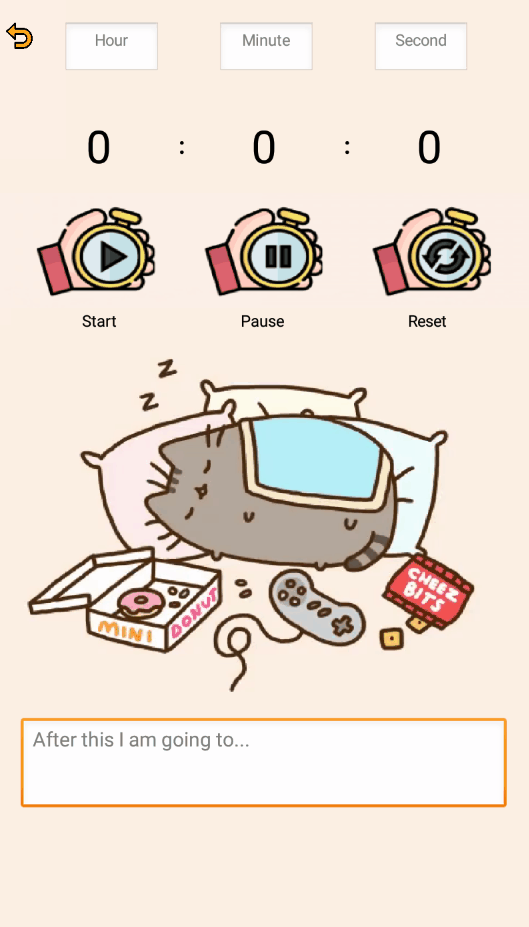 Hour Minute Second
0 : 0 : 0
Start Pause Reset
z
z
CHEEZ
BITS
MINI DONUT
After this I am going to...